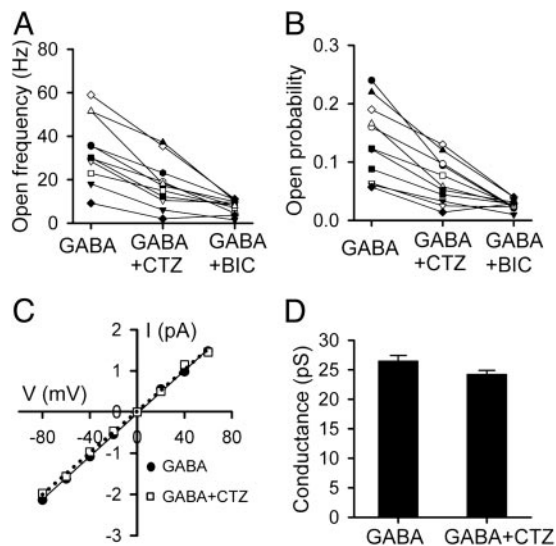 A
Open frequency (Hz)
80
60
40
20
0
GABA
GABA
+CTZ
GABA
+BIC
B
Open probability
0.3
0.2
0.1
0.0
GABA
GABA
+CTZ
GABA
+BIC
C
I (pA)
V (mV)
2
1
0
-1
-2
-3
-80
-40
0
40
80
GABA
GABA+CTZ
D
Conductance (pS)
35
30
25
20
15
10
5
0
GABA
GABA+CTZ